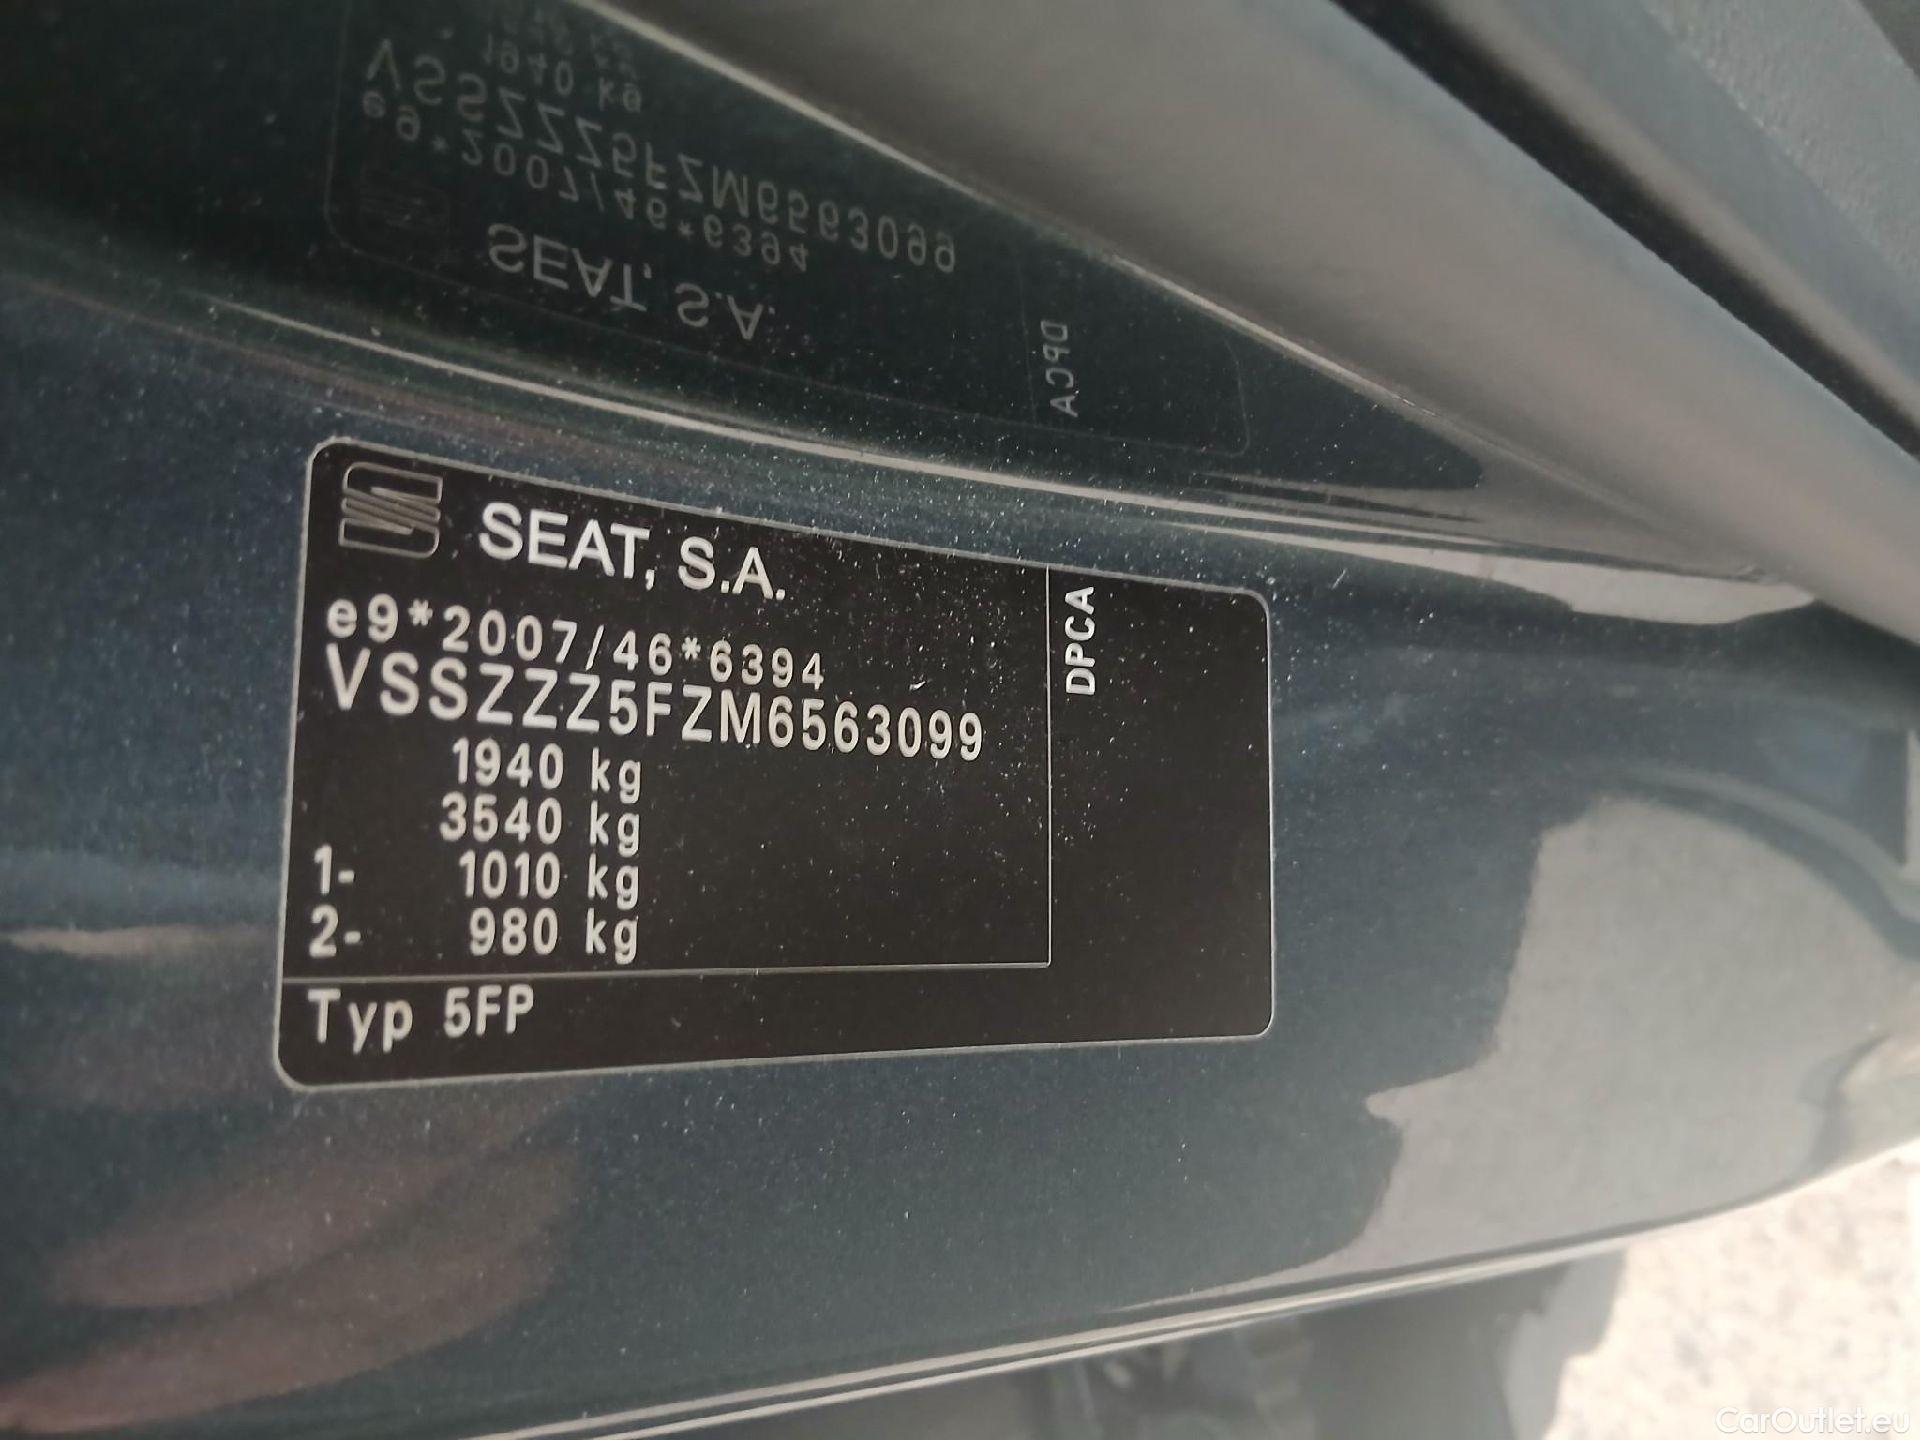 1940 kg
VSSZZZ5FZM6563099
e9*2007/46*6394
SEAT, S.A.
DPCA
SEAT, S.A.
e9*2007/46*6394
VSSZZZ5FZM6563099
1940 kg
3540 kg
1- 1010 kg
2- 980 kg
Typ 5FP
DPCA
CarOutlet.eu